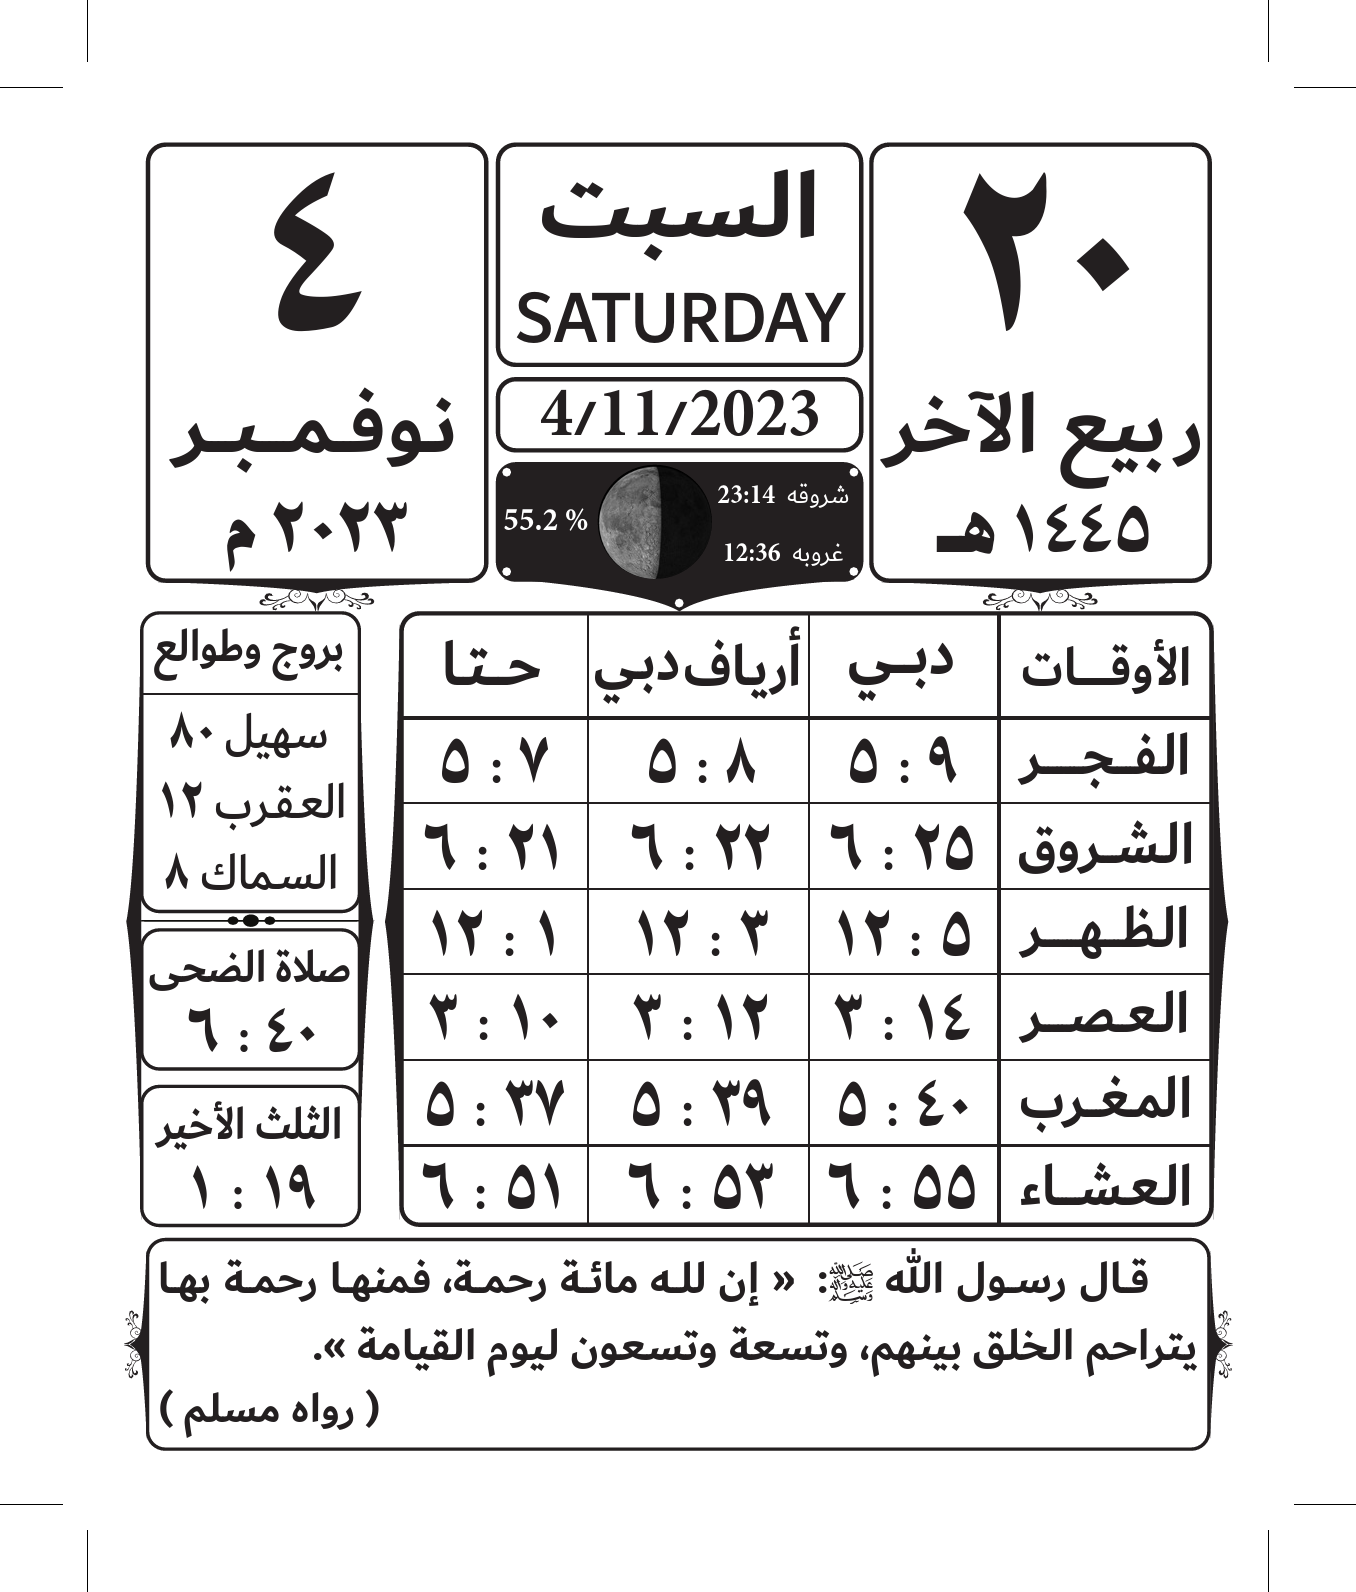 ٢٠
ربيع الآخر
١٤٤٥ هـ
السبت
SATURDAY
4/11/2023
شروقه 23:14
غروبه 12:36
55.2 %
٤
نوفمبر
٢٠٢٣ م
الأوقات دبي أرياف دبي حتا
الفجر ٩ : ٥ ٨ : ٥ ٧ : ٥
الشروق ٢٥ : ٦ ٢٢ : ٦ ٢١ : ٦
الظهر ٥ : ١٢ ٣ : ١٢ ١ : ١٢
العصر ١٤ : ٣ ١٢ : ٣ ١٠ : ٣
المغرب ٤٠ : ٥ ٣٩ : ٥ ٣٧ : ٥
العشاء ٥٥ : ٦ ٥٣ : ٦ ٥١ : ٦
بروج وطوالع
سهيل ٨٠
العقرب ١٢
السماك ٨
صلاة الضحى
٤٠ : ٦
الثلث الأخير
١٩ : ١
قال رسول الله ﷺ: « إن لله مائة رحمة، فمنها رحمة بها
يتراحم الخلق بينهم، وتسعة وتسعون ليوم القيامة ».
( رواه مسلم )